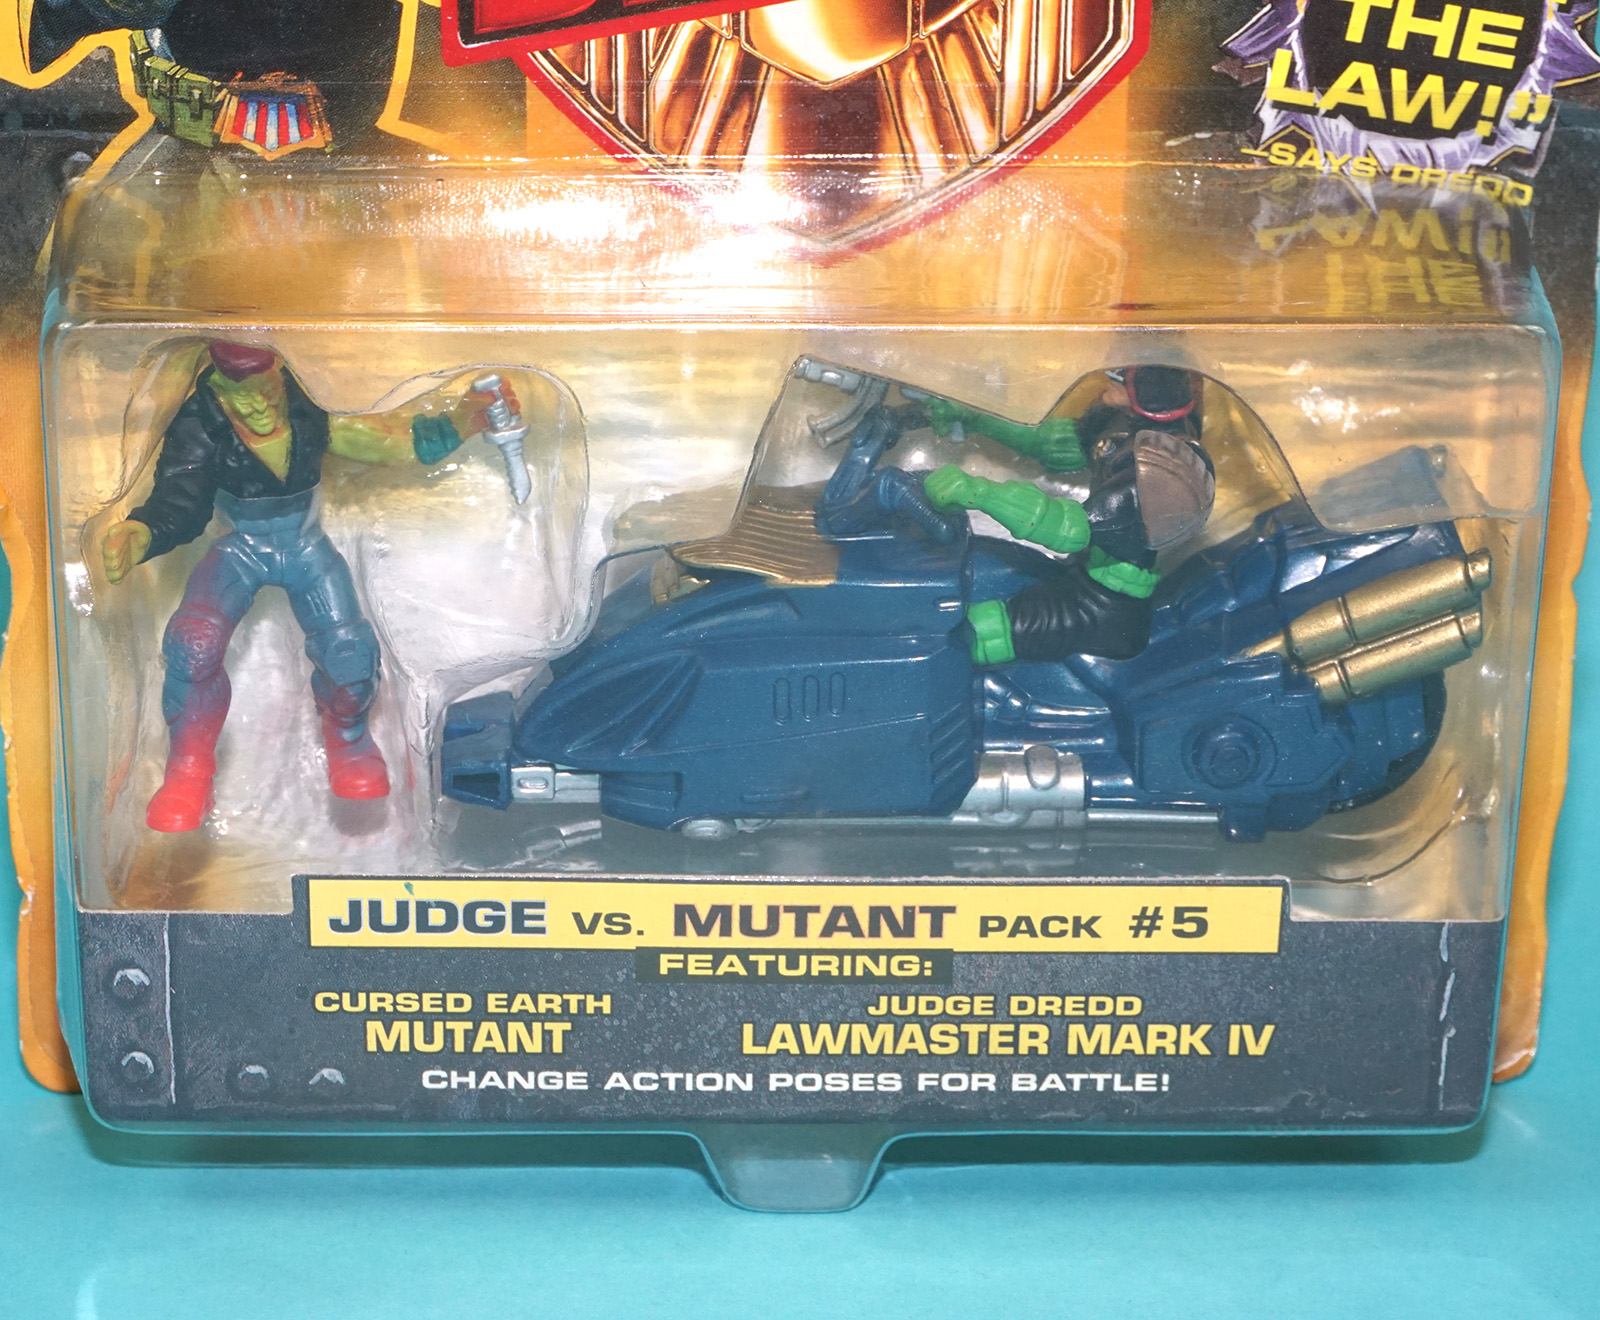 THE
LAW!”
–SAYS DREDD
JUDGE VS. MUTANT PACK #5
FEATURING:
CURSED EARTH
MUTANT
JUDGE DREDD
LAWMASTER MARK IV
CHANGE ACTION POSES FOR BATTLE!